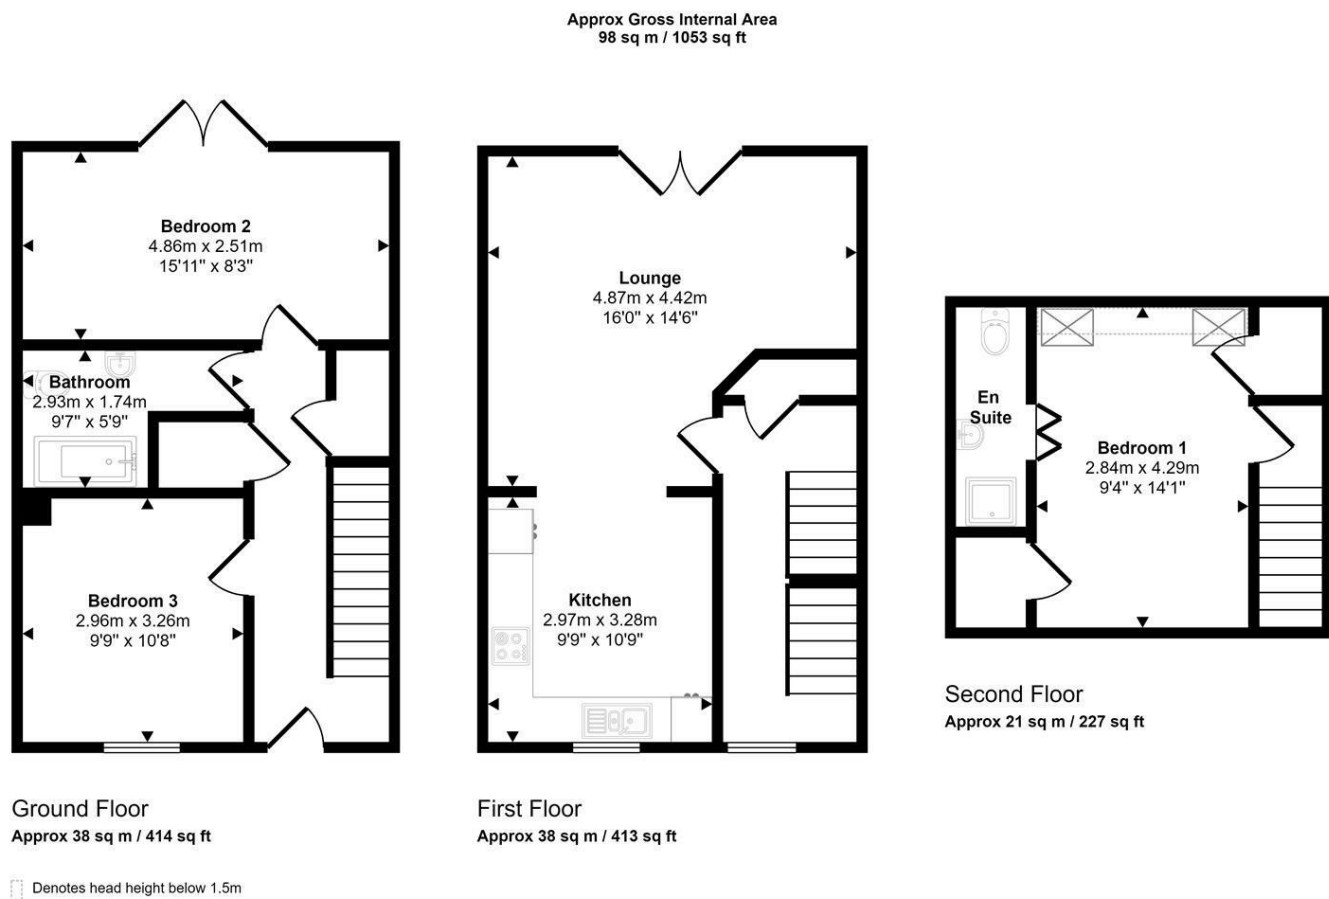 Approx Gross Internal Area
98 sq m / 1053 sq ft
Bedroom 2
4.86m x 2.51m
15'11" x 8'3"
Bathroom
2.93m x 1.74m
9'7" x 5'9"
Bedroom 3
2.96m x 3.26m
9'9" x 10'8"
Ground Floor
Approx 38 sq m / 414 sq ft
Lounge
4.87m x 4.42m
16'0" x 14'6"
Kitchen
2.97m x 3.28m
9'9" x 10'9"
First Floor
Approx 38 sq m / 413 sq ft
En
Suite
Bedroom 1
2.84m x 4.29m
9'4" x 14'1"
Second Floor
Approx 21 sq m / 227 sq ft
Denotes head height below 1.5m